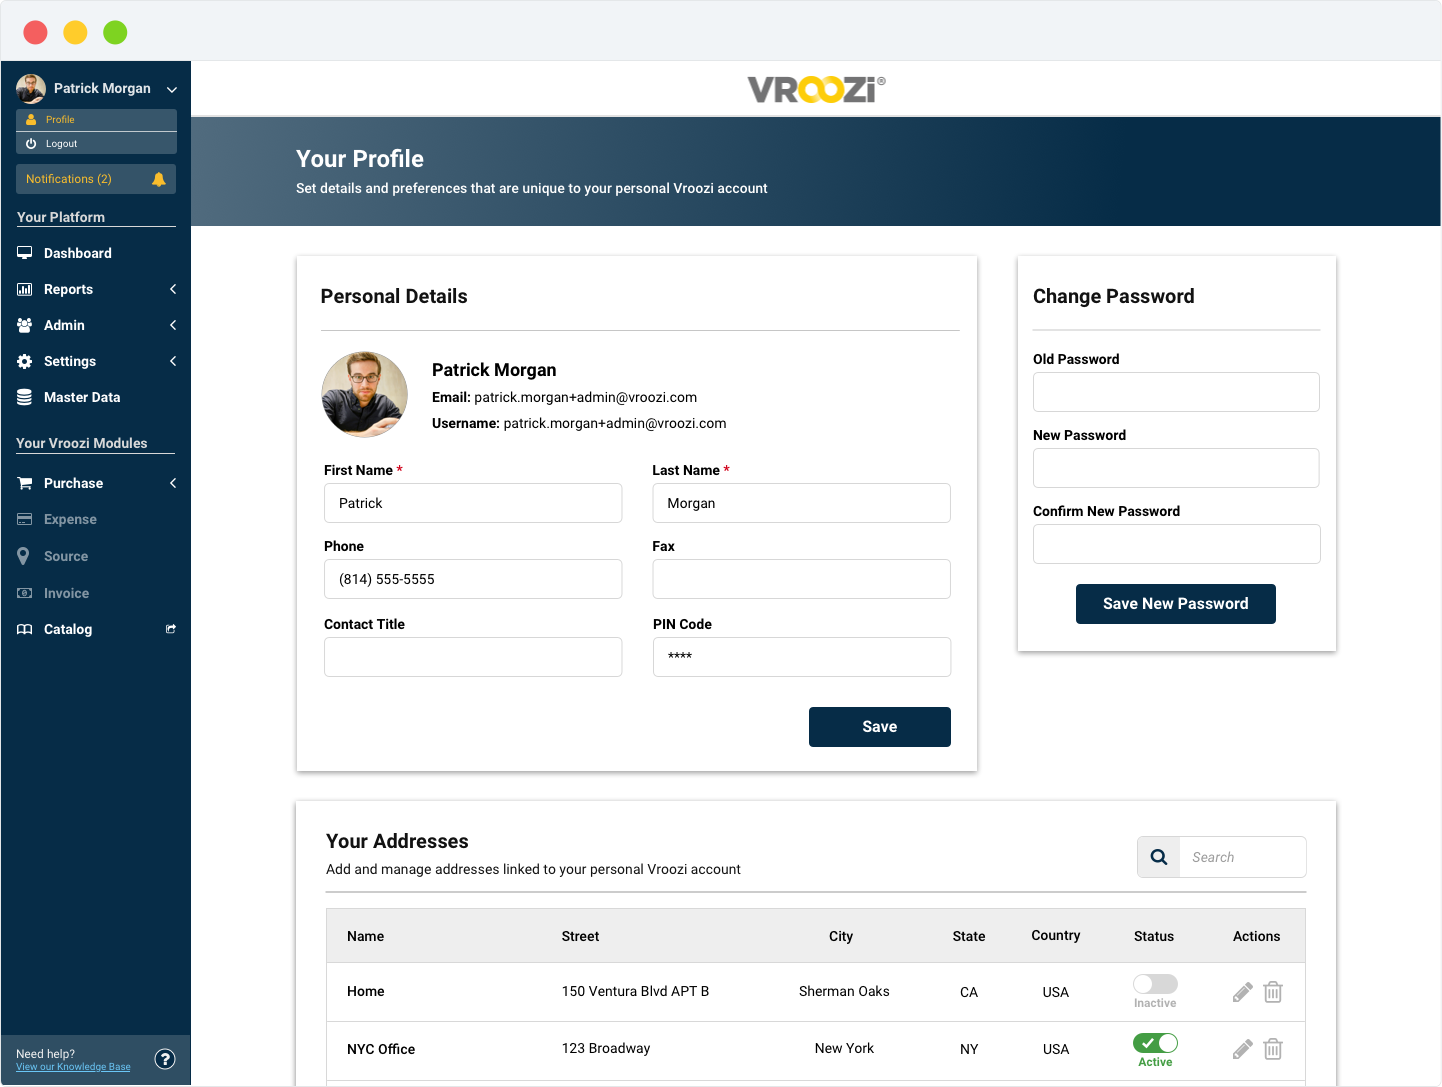 Patrick Morgan
Profile
Logout
Notifications (2)
Your Platform
Dashboard
Reports
Admin
Settings
Master Data
Your Vroozi Modules
Purchase
Expense
Source
Invoice
Catalog
Need help?
View our Knowledge Base
?
VROOZi®
Your Profile
Set details and preferences that are unique to your personal Vroozi account
Personal Details
Patrick Morgan
Email: patrick.morgan+admin@vroozi.com
Username: patrick.morgan+admin@vroozi.com
First Name * Last Name *
Patrick Morgan
Phone Fax
(814) 555-5555
Contact Title PIN Code
****
Save
Change Password
Old Password
New Password
Confirm New Password
Save New Password
Your Addresses
Add and manage addresses linked to your personal Vroozi account
Search
Name Street City State Country Status Actions
Home 150 Ventura Blvd APT B Sherman Oaks CA USA Inactive
NYC Office 123 Broadway New York NY USA Active